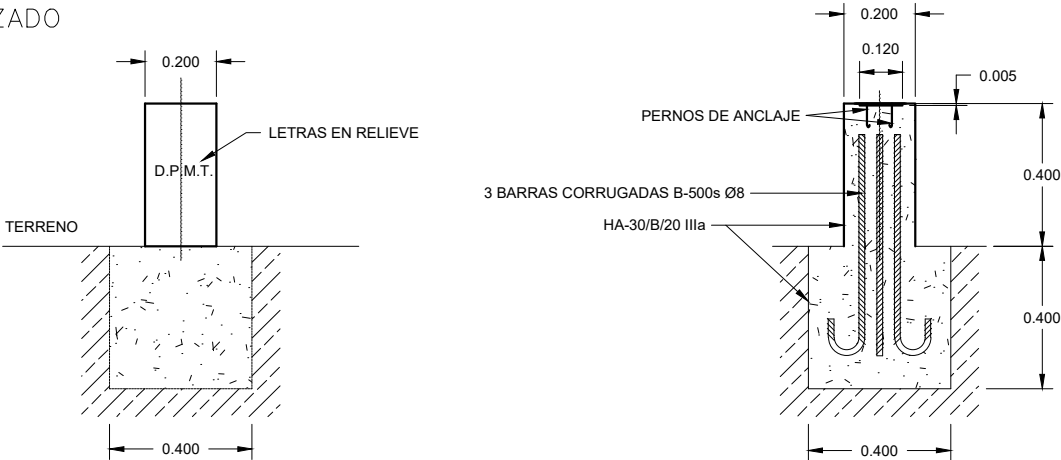 ZADO
0.200
LETRAS EN RELIEVE
D.P.M.T.
TERRENO
0.400
0.200
0.120
0.005
PERNOS DE ANCLAJE
0.400
3 BARRAS CORRUGADAS B-500s Ø8
HA-30/B/20 IIIa
0.400
0.400